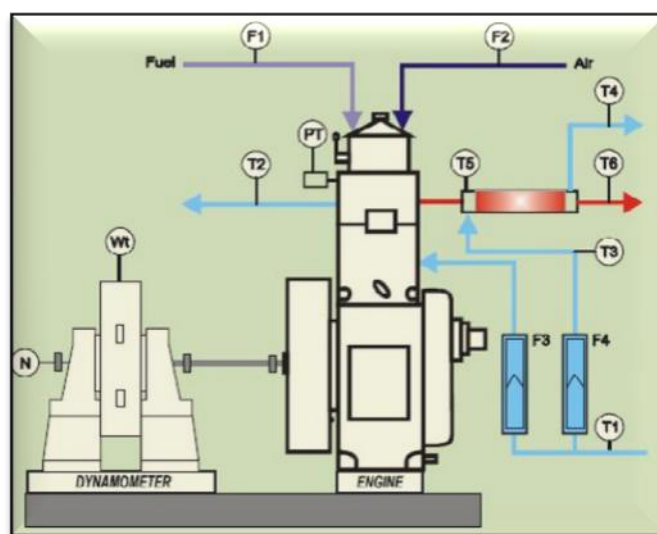 F1
F2
Fuel
Air
T4
PT
T2
T5
T6
Wt
T3
F3
F4
N
T1
DYNAMOMETER
ENGINE